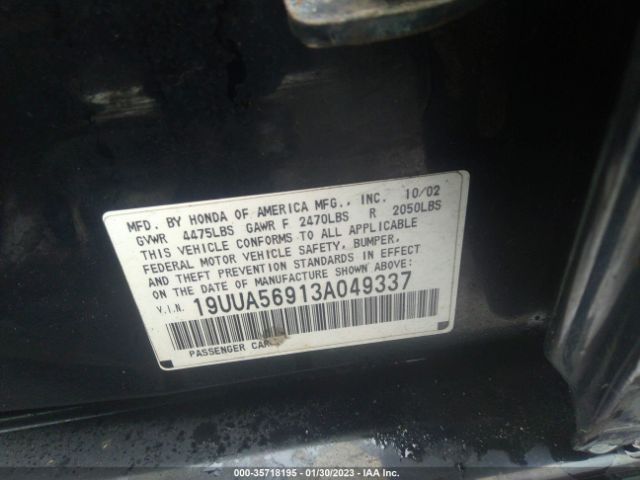 MFD. BY HONDA OF AMERICA MFG., INC. 10/02
GVWR 4475LBS GAWR F 2470LBS R 2050LBS
THIS VEHICLE CONFORMS TO ALL APPLICABLE
FEDERAL MOTOR VEHICLE SAFETY, BUMPER,
AND THEFT PREVENTION STANDARDS IN EFFECT
ON THE DATE OF MANUFACTURE SHOWN ABOVE:
V.I.N. 19UUA56913A049337
PASSENGER CAR
000-35718195 - 01/30/2023 - IAA Inc.